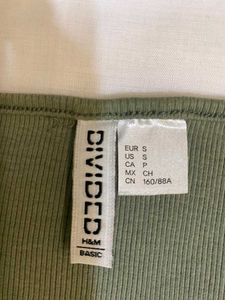 DIVIDED
H&M
BASIC
EUR S
US S
CA P
MX CH
CN 160/88A